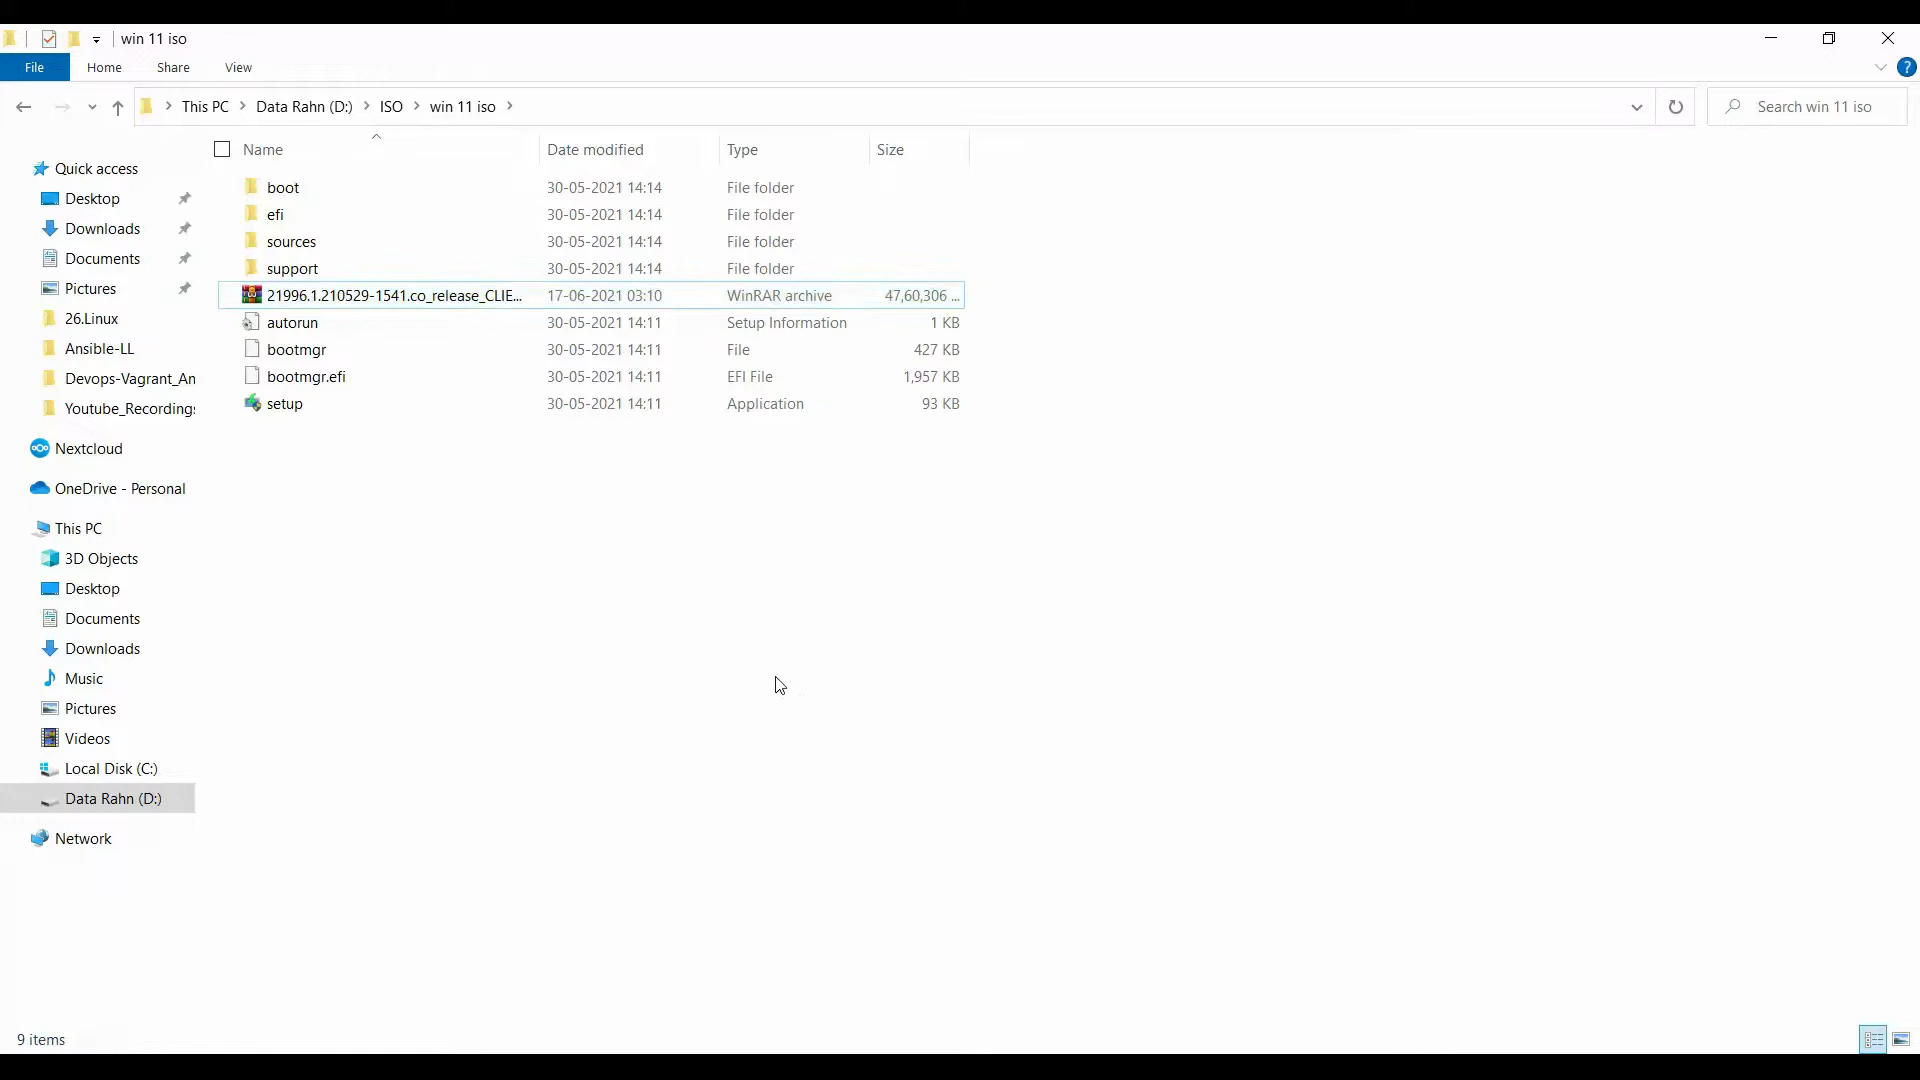 win 11 iso
File Home Share View
This PC Data Rahn (D:) ISO win 11 iso
Search win 11 iso
Name Date modified Type Size
Quick access
Desktop
Downloads
Documents
Pictures
26.Linux
Ansible-LL
Devops-Vagrant_An
Youtube_Recordings
Nextcloud
OneDrive - Personal
This PC
3D Objects
Desktop
Documents
Downloads
Music
Pictures
Videos
Local Disk (C:)
Data Rahn (D:)
Network
boot 30-05-2021 14:14 File folder
efi 30-05-2021 14:14 File folder
sources 30-05-2021 14:14 File folder
support 30-05-2021 14:14 File folder
21996.1.210529-1541.co_release_CLIE... 17-06-2021 03:10 WinRAR archive 47,60,306 ...
autorun 30-05-2021 14:11 Setup Information 1 KB
bootmgr 30-05-2021 14:11 File 427 KB
bootmgr.efi 30-05-2021 14:11 EFI File 1,957 KB
setup 30-05-2021 14:11 Application 93 KB
9 items